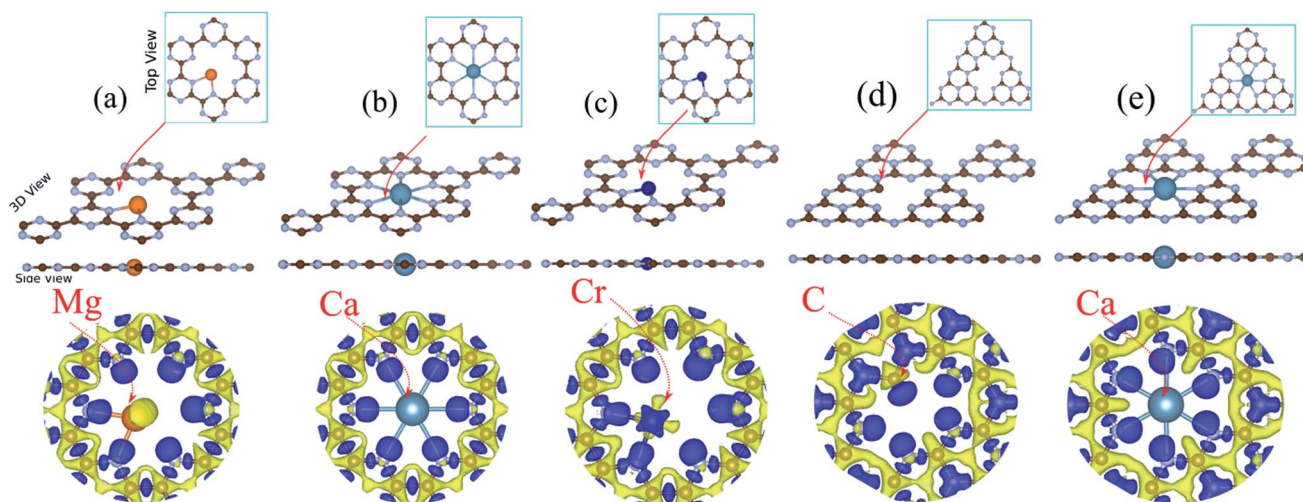 Top View
(a)
(b)
(c)
(d)
(e)
3D View
Side view
Mg
Ca
Cr
C
Ca